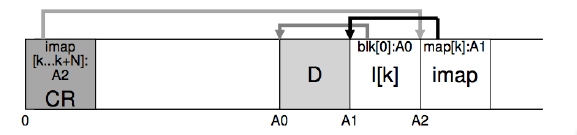 imap
[k...k+N]:
A2
CR
D
blk[0]:A0
I[k]
map[k]:A1
imap
0
A0
A1
A2